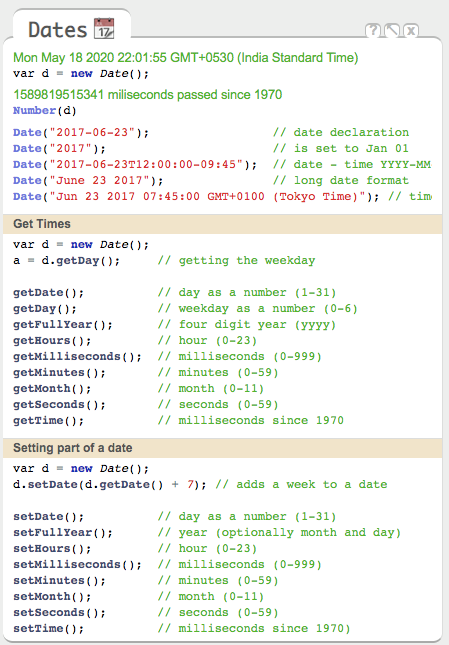 Dates
? x
Mon May 18 2020 22:01:55 GMT+0530 (India Standard Time)
var d = new Date();
1589819515341 miliseconds passed since 1970
Number(d)
Date("2017-06-23");                 // date declaration
Date("2017");                       // is set to Jan 01
Date("2017-06-23T12:00:00-09:45");  // date - time YYYY-MM
Date("June 23 2017");               // long date format
Date("Jun 23 2017 07:45:00 GMT+0100 (Tokyo Time)"); // time
Get Times
var d = new Date();
a = d.getDay();     // getting the weekday
getDate();          // day as a number (1-31)
getDay();           // weekday as a number (0-6)
getFullYear();      // four digit year (yyyy)
getHours();         // hour (0-23)
getMilliseconds();  // milliseconds (0-999)
getMinutes();       // minutes (0-59)
getMonth();         // month (0-11)
getSeconds();       // seconds (0-59)
getTime();          // milliseconds since 1970
Setting part of a date
var d = new Date();
d.setDate(d.getDate() + 7); // adds a week to a date
setDate();          // day as a number (1-31)
setFullYear();      // year (optionally month and day)
setHours();         // hour (0-23)
setMilliseconds();  // milliseconds (0-999)
setMinutes();       // minutes (0-59)
setMonth();         // month (0-11)
setSeconds();       // seconds (0-59)
setTime();          // milliseconds since 1970)